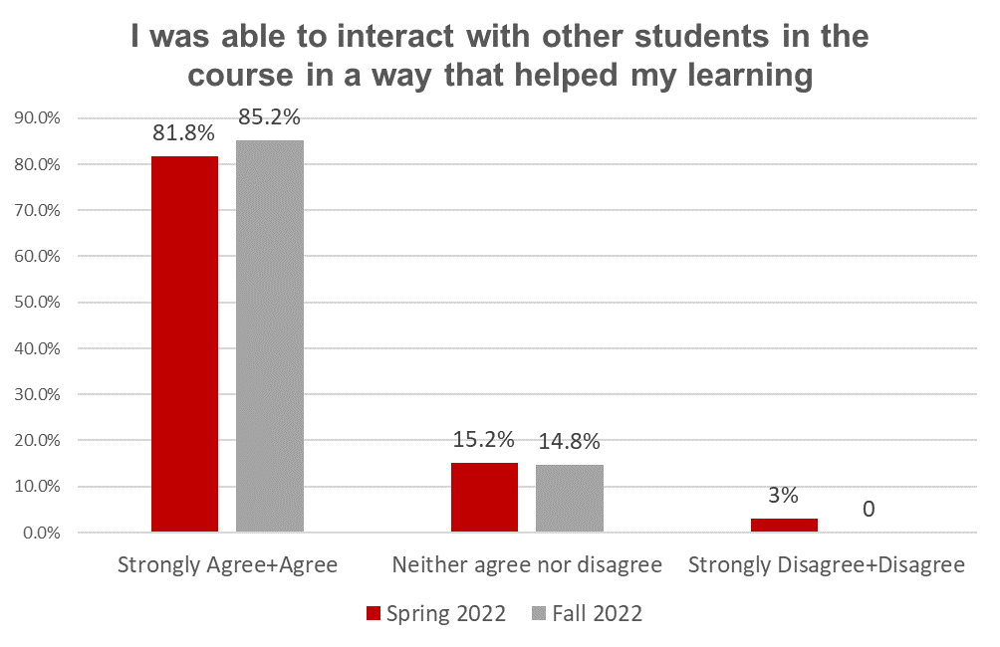 I was able to interact with other students in the
course in a way that helped my learning
90.0%
80.0%
70.0%
60.0%
50.0%
40.0%
30.0%
20.0%
10.0%
0.0%
81.8%
85.2%
15.2%
14.8%
3%
0
Strongly Agree+Agree
Neither agree nor disagree
Strongly Disagree+Disagree
Spring 2022
Fall 2022